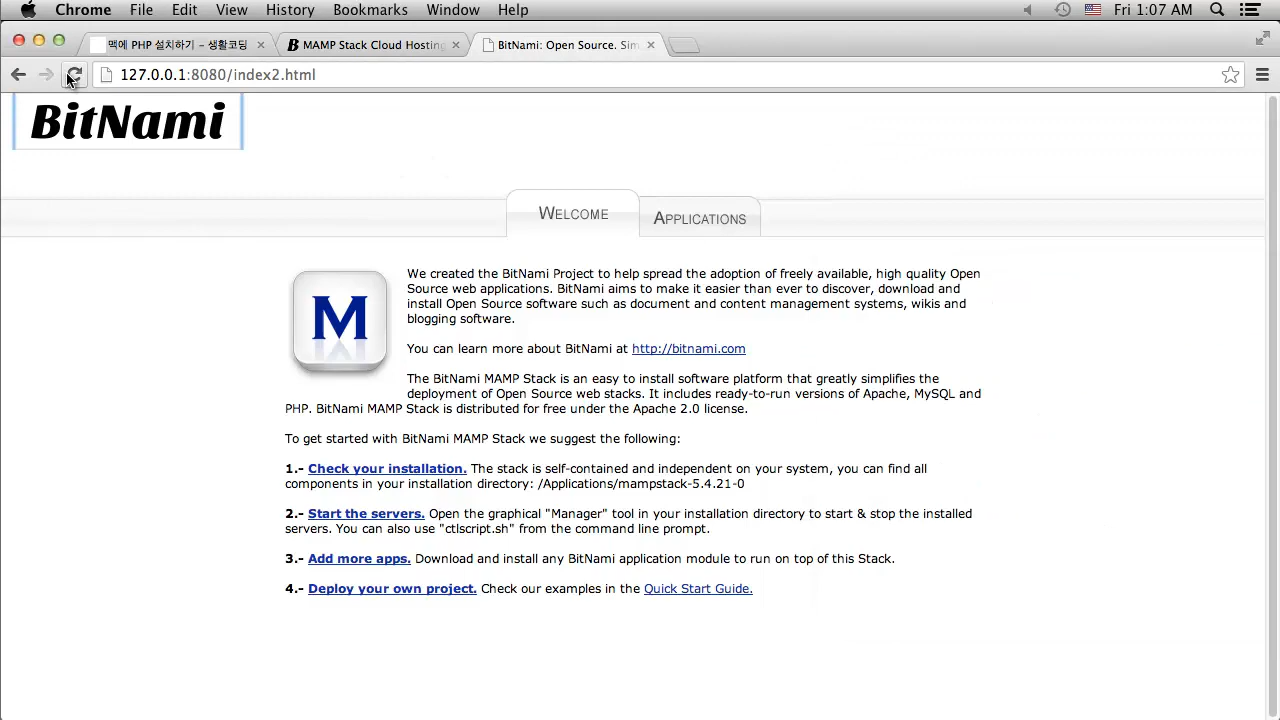 Chrome File Edit View History Bookmarks Window Help Fri 1:07 AM
맥에 PHP 설치하기 – 생활코딩 MAMP Stack Cloud Hosting BitNami: Open Source. Sim
127.0.0.1:8080/index2.html
BitNami
WELCOME APPLICATIONS
M
We created the BitNami Project to help spread the adoption of freely available, high quality Open
Source web applications. BitNami aims to make it easier than ever to discover, download and
install Open Source software such as document and content management systems, wikis and
blogging software.
You can learn more about BitNami at http://bitnami.com
The BitNami MAMP Stack is an easy to install software platform that greatly simplifies the
deployment of Open Source web stacks. It includes ready-to-run versions of Apache, MySQL and
PHP. BitNami MAMP Stack is distributed for free under the Apache 2.0 license.
To get started with BitNami MAMP Stack we suggest the following:
1.- Check your installation. The stack is self-contained and independent on your system, you can find all
components in your installation directory: /Applications/mampstack-5.4.21-0
2.- Start the servers. Open the graphical "Manager" tool in your installation directory to start & stop the installed
servers. You can also use "ctlscript.sh" from the command line prompt.
3.- Add more apps. Download and install any BitNami application module to run on top of this Stack.
4.- Deploy your own project. Check our examples in the Quick Start Guide.